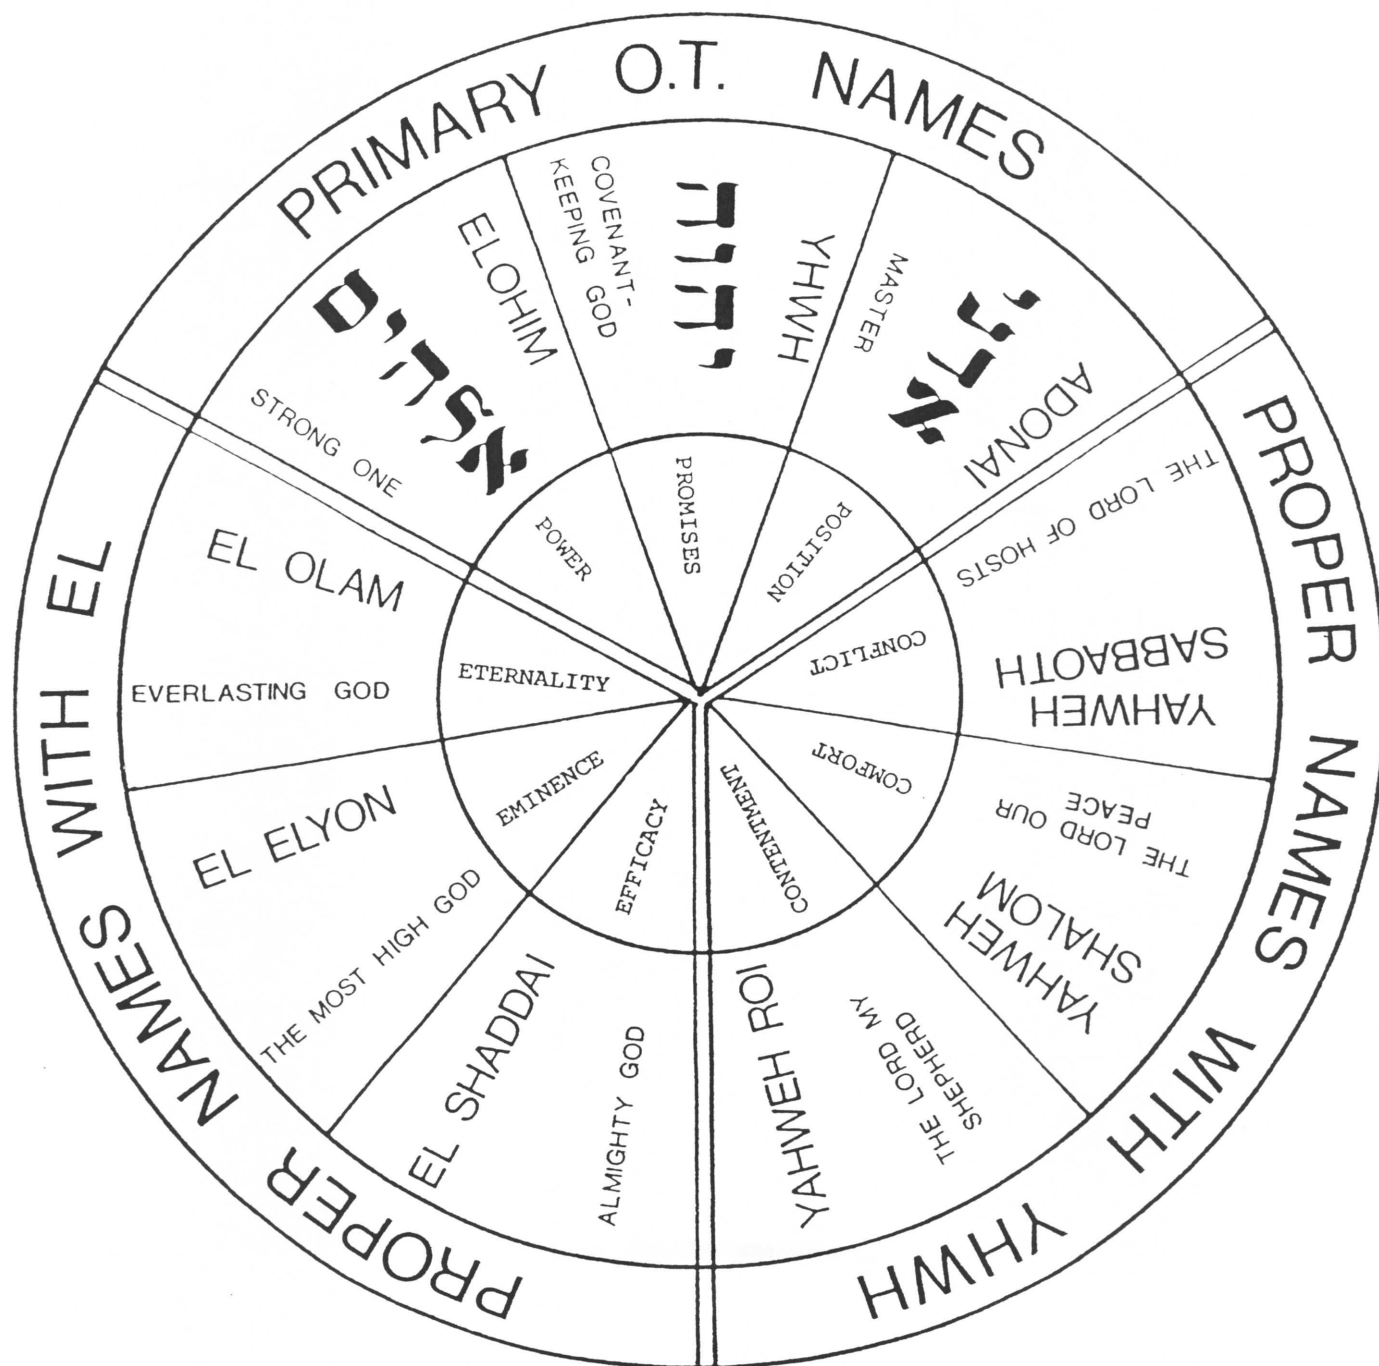 PRIMARY O.T. NAMES
STRONG ONE
אלהים
ELOHIM
POWER
COVENANT-
KEEPING GOD
יהוה
YHWH
PROMISES
MASTER
אדני
ADONAI
POSITION
PROPER NAMES WITH YHWH
THE LORD OF HOSTS
YAHWEH
SABBAOTH
CONFLICT
THE LORD OUR
PEACE
YAHWEH
SHALOM
COMFORT
THE LORD MY
SHEPHERD
YAHWEH ROI
CONTENTMENT
PROPER NAMES WITH EL
EL SHADDAI
ALMIGHTY GOD
EFFICACY
EL ELYON
THE MOST HIGH GOD
EMINENCE
EL OLAM
EVERLASTING GOD
ETERNALITY